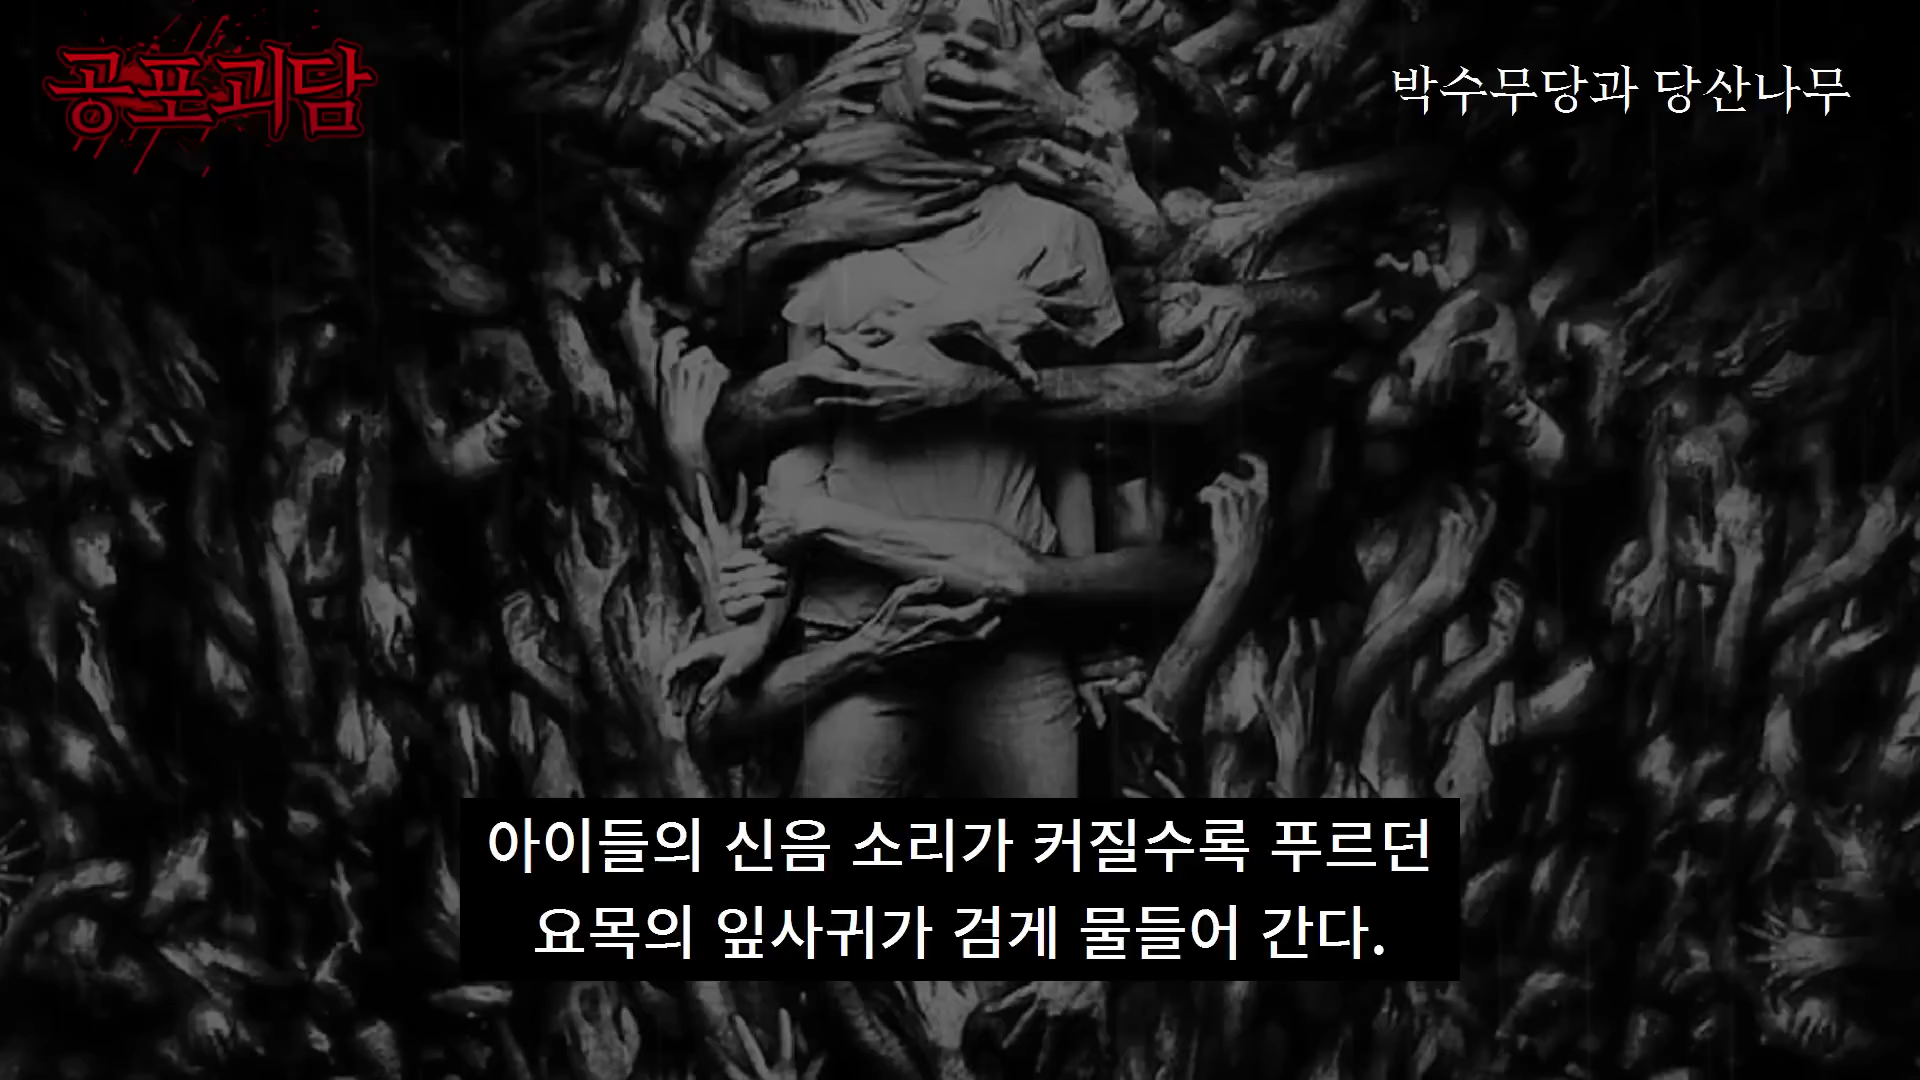 공포괴담
박수무당과 당산나무
아이들의 신음 소리가 커질수록 푸르던
요목의 잎사귀가 검게 물들어 간다.